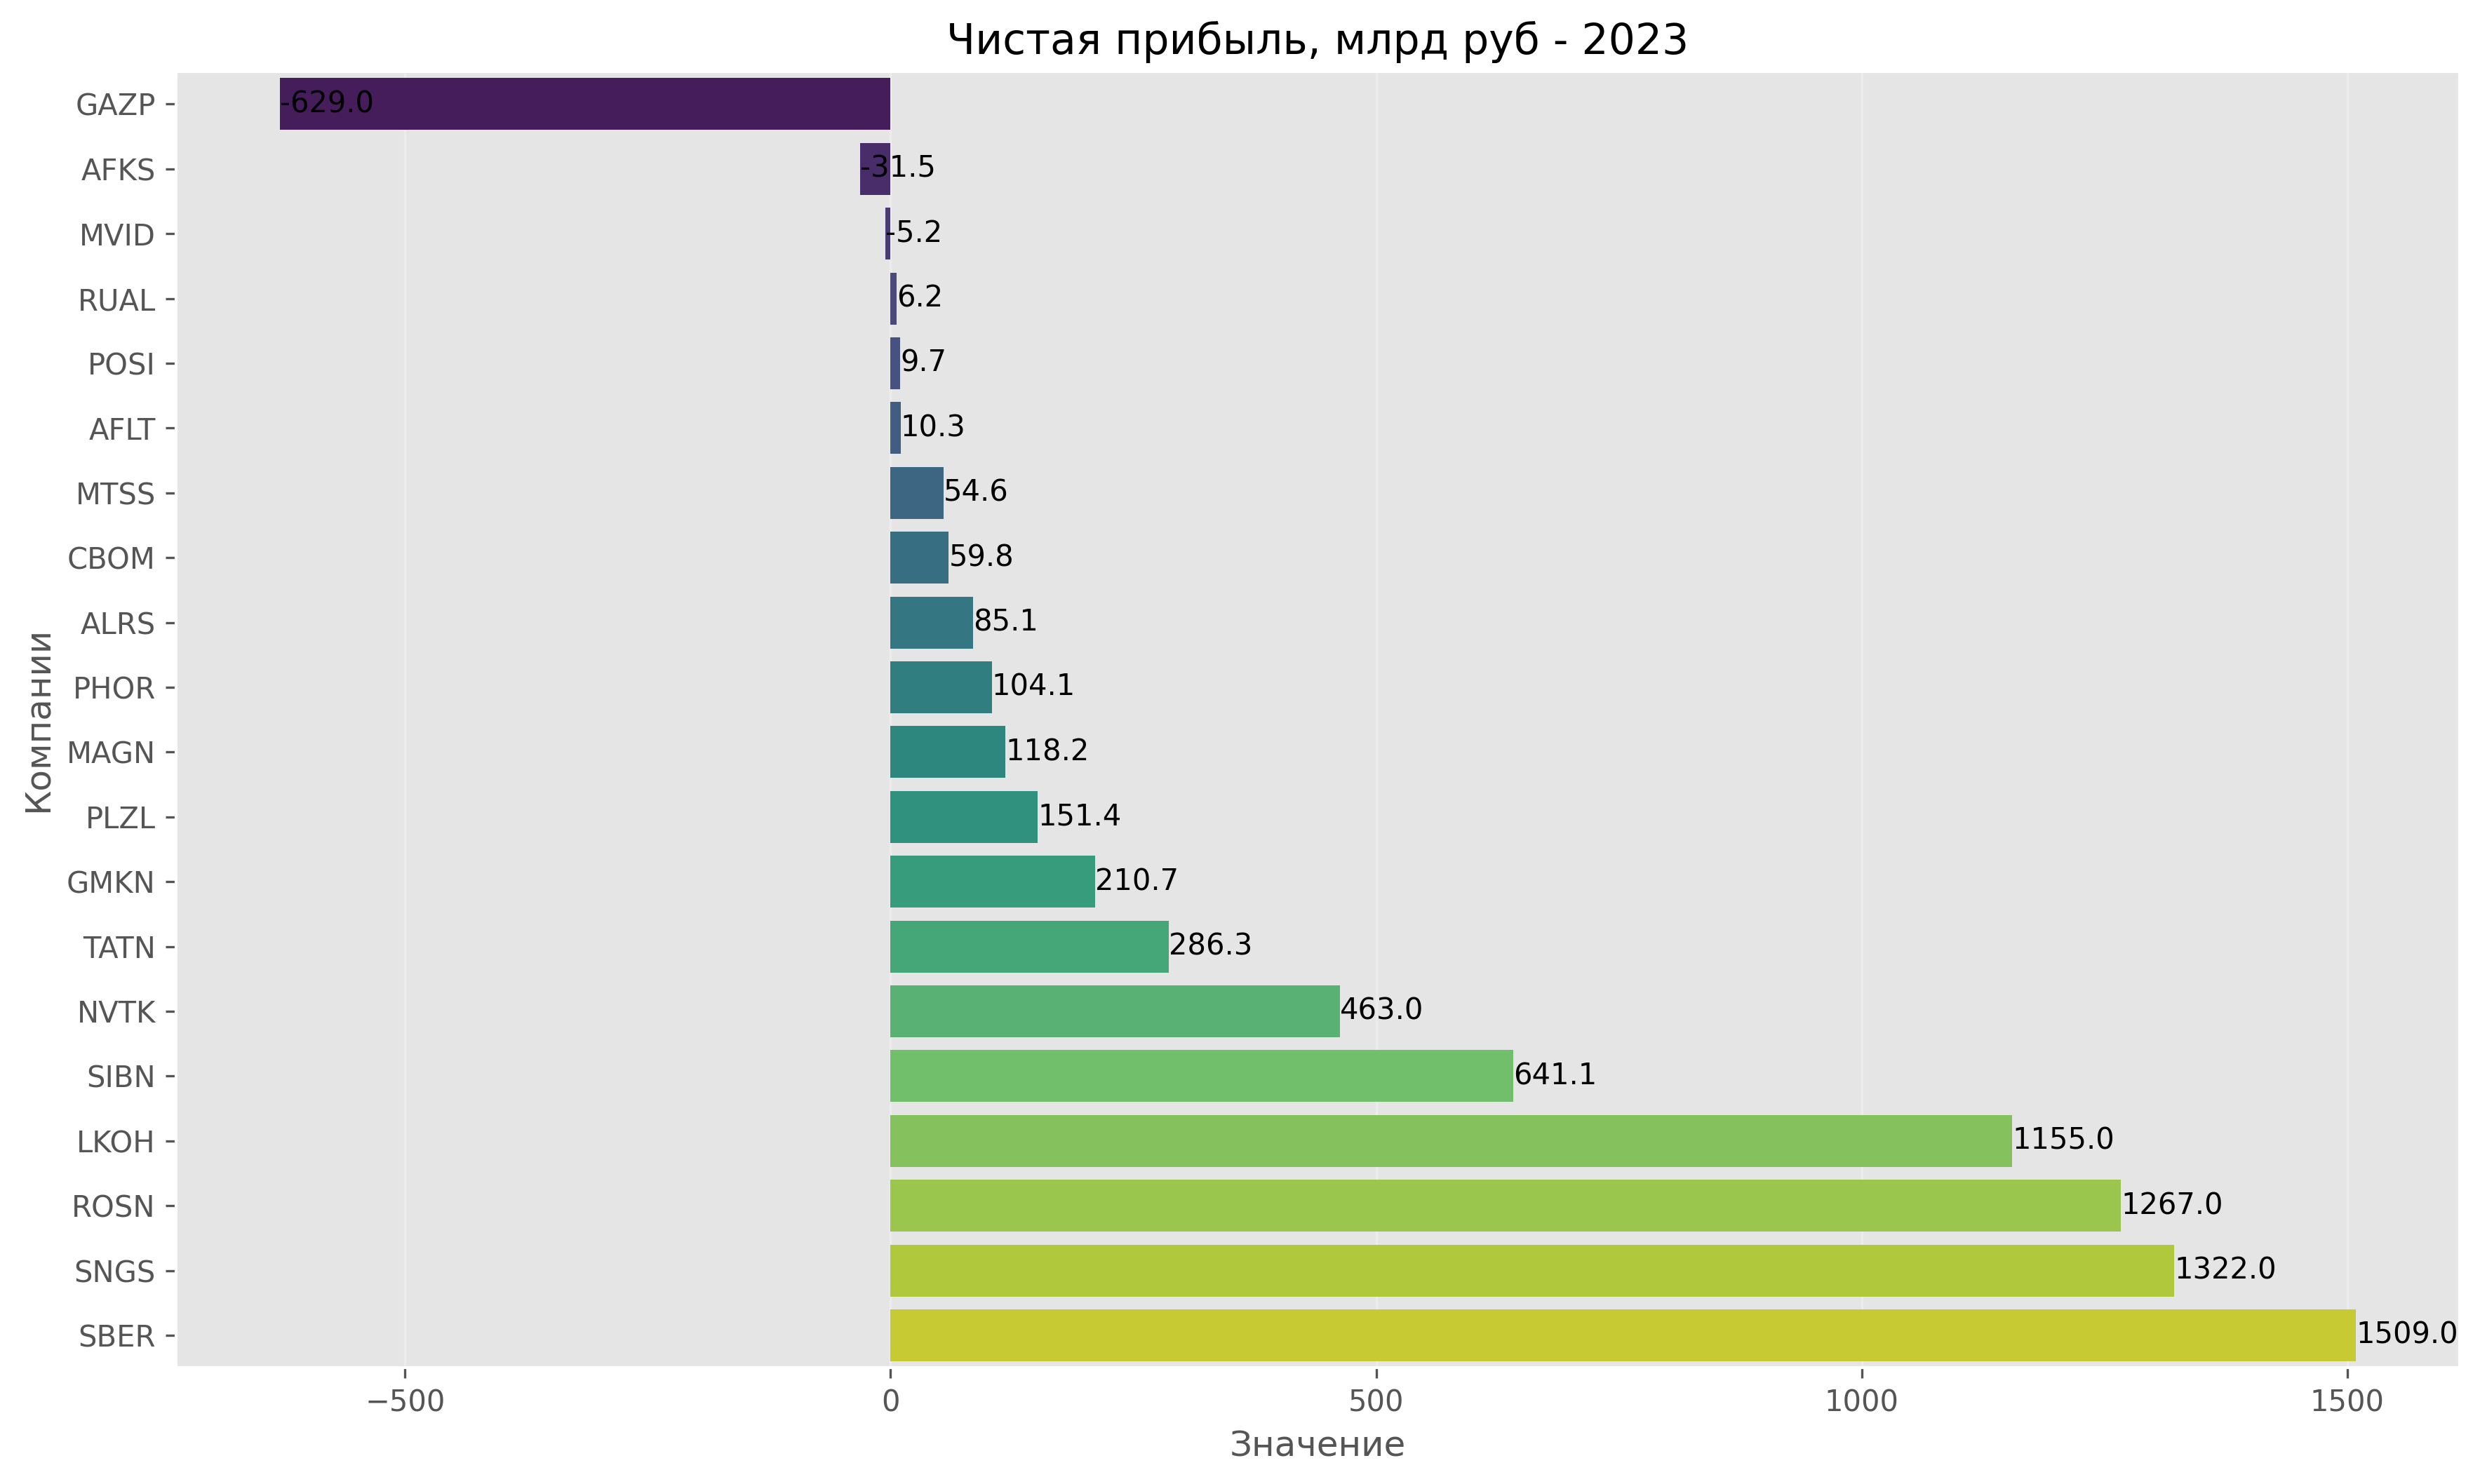 Чистая прибыль, млрд руб - 2023
Компании
GAZP -629.0
AFKS -31.5
MVID -5.2
RUAL 6.2
POSI 9.7
AFLT 10.3
MTSS 54.6
CBOM 59.8
ALRS 85.1
PHOR 104.1
MAGN 118.2
PLZL 151.4
GMKN 210.7
TATN 286.3
NVTK 463.0
SIBN 641.1
LKOH 1155.0
ROSN 1267.0
SNGS 1322.0
SBER 1509.0
−500 0 500 1000 1500
Значение